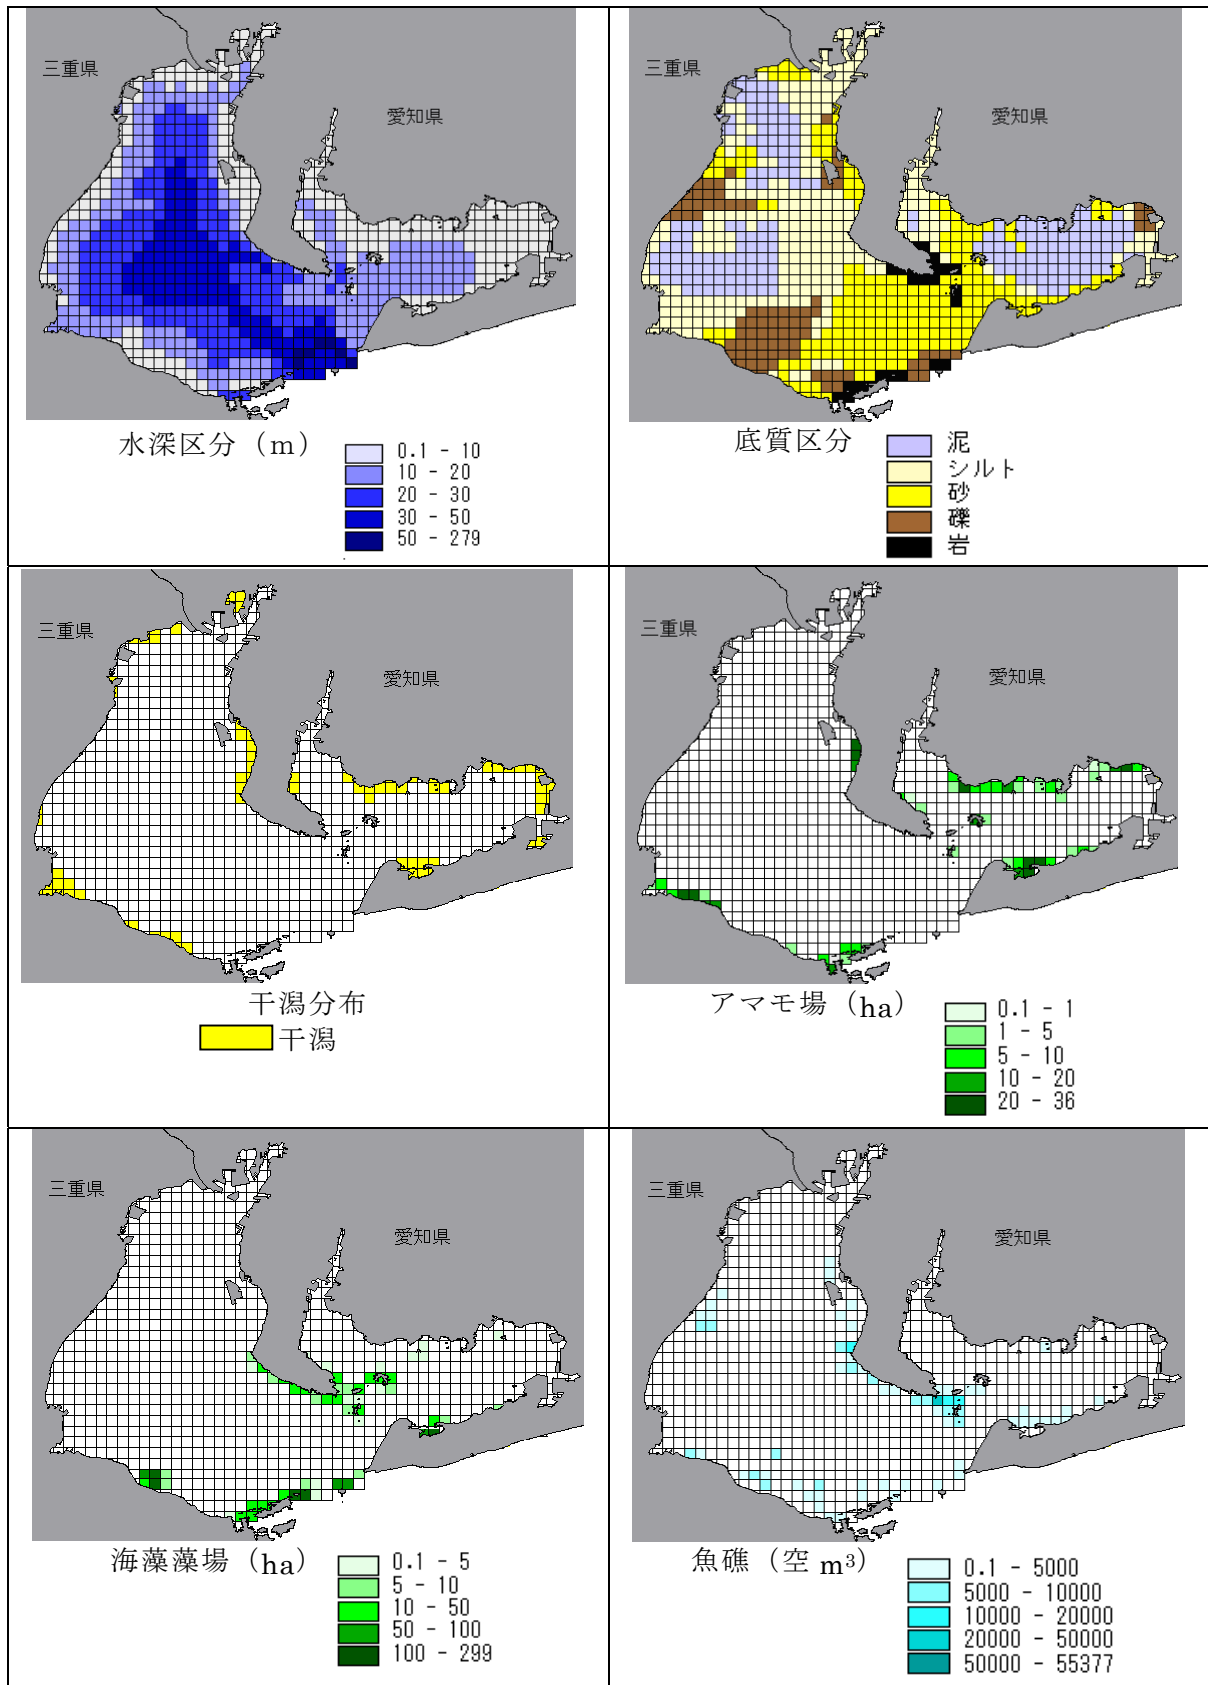 三重県
愛知県
水深区分（m）
0.1 - 10
10 - 20
20 - 30
30 - 50
50 - 279
三重県
愛知県
底質区分
泥
シルト
砂
礫
岩
三重県
愛知県
干潟分布
干潟
三重県
愛知県
アマモ場（ha）
0.1 - 1
1 - 5
5 - 10
10 - 20
20 - 36
三重県
愛知県
海藻藻場（ha）
0.1 - 5
5 - 10
10 - 50
50 - 100
100 - 299
三重県
愛知県
魚礁（空 m³）
0.1 - 5000
5000 - 10000
10000 - 20000
20000 - 50000
50000 - 55377